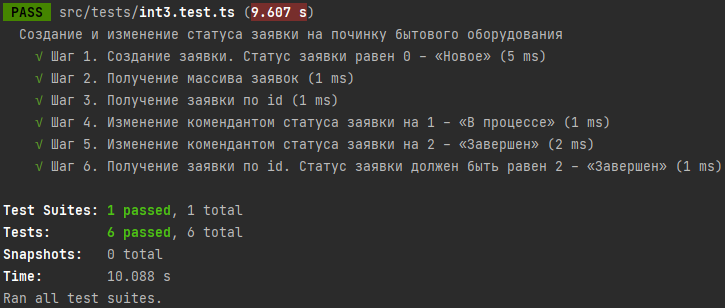 PASS src/tests/int3.test.ts (9.607 s)
Создание и изменение статуса заявки на починку бытового оборудования
√ Шаг 1. Создание заявки. Статус заявки равен 0 – «Новое» (5 ms)
√ Шаг 2. Получение массива заявок (1 ms)
√ Шаг 3. Получение заявки по id (1 ms)
√ Шаг 4. Изменение комендантом статуса заявки на 1 – «В процессе» (1 ms)
√ Шаг 5. Изменение комендантом статуса заявки на 2 – «Завершен» (2 ms)
√ Шаг 6. Получение заявки по id. Статус заявки должен быть равен 2 – «Завершен» (1 ms)
Test Suites: 1 passed, 1 total
Tests: 6 passed, 6 total
Snapshots: 0 total
Time: 10.088 s
Ran all test suites.